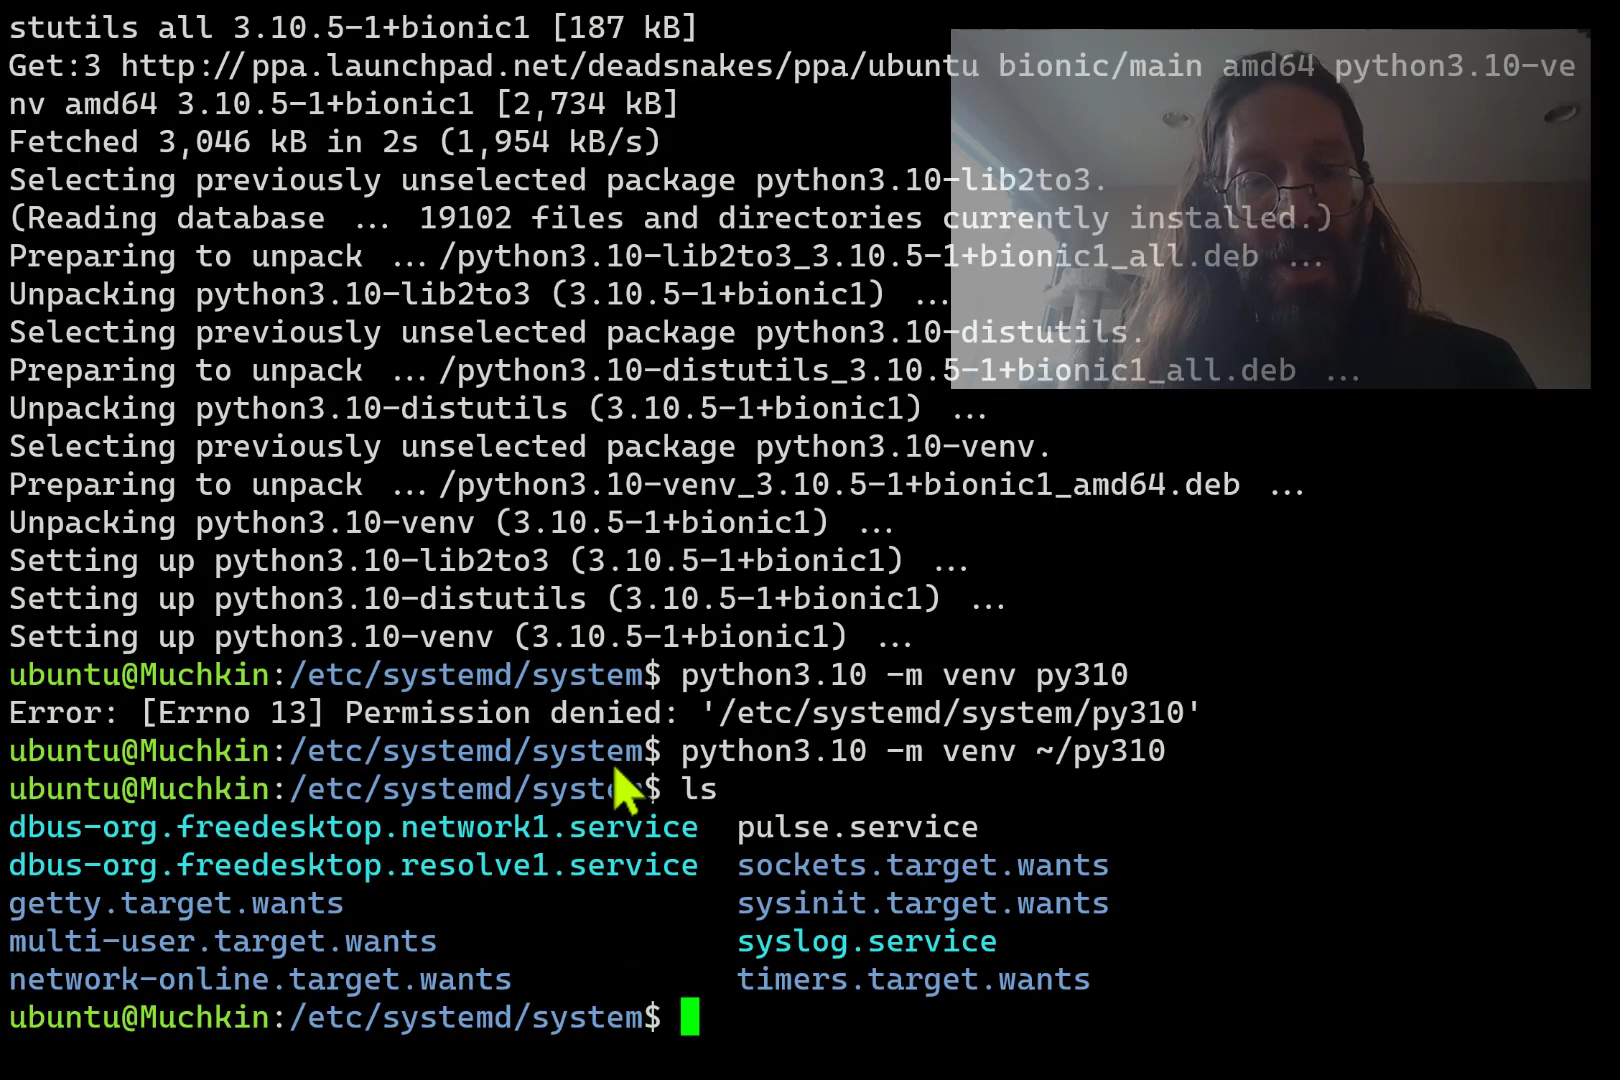 stutils all 3.10.5-1+bionic1 [187 kB]
Get:3 http://ppa.launchpad.net/deadsnakes/ppa/ubuntu bionic/main amd64 python3.10-ve
nv amd64 3.10.5-1+bionic1 [2,734 kB]
Fetched 3,046 kB in 2s (1,954 kB/s)
Selecting previously unselected package python3.10-lib2to3.
(Reading database ... 19102 files and directories currently installed.)
Preparing to unpack .../python3.10-lib2to3_3.10.5-1+bionic1_all.deb ...
Unpacking python3.10-lib2to3 (3.10.5-1+bionic1) ...
Selecting previously unselected package python3.10-distutils.
Preparing to unpack .../python3.10-distutils_3.10.5-1+bionic1_all.deb ...
Unpacking python3.10-distutils (3.10.5-1+bionic1) ...
Selecting previously unselected package python3.10-venv.
Preparing to unpack .../python3.10-venv_3.10.5-1+bionic1_amd64.deb ...
Unpacking python3.10-venv (3.10.5-1+bionic1) ...
Setting up python3.10-lib2to3 (3.10.5-1+bionic1) ...
Setting up python3.10-distutils (3.10.5-1+bionic1) ...
Setting up python3.10-venv (3.10.5-1+bionic1) ...
ubuntu@Muchkin:/etc/systemd/system$ python3.10 -m venv py310
Error: [Errno 13] Permission denied: '/etc/systemd/system/py310'
ubuntu@Muchkin:/etc/systemd/system$ python3.10 -m venv ~/py310
ubuntu@Muchkin:/etc/systemd/system$ ls
dbus-org.freedesktop.network1.service pulse.service
dbus-org.freedesktop.resolve1.service sockets.target.wants
getty.target.wants sysinit.target.wants
multi-user.target.wants syslog.service
network-online.target.wants timers.target.wants
ubuntu@Muchkin:/etc/systemd/system$